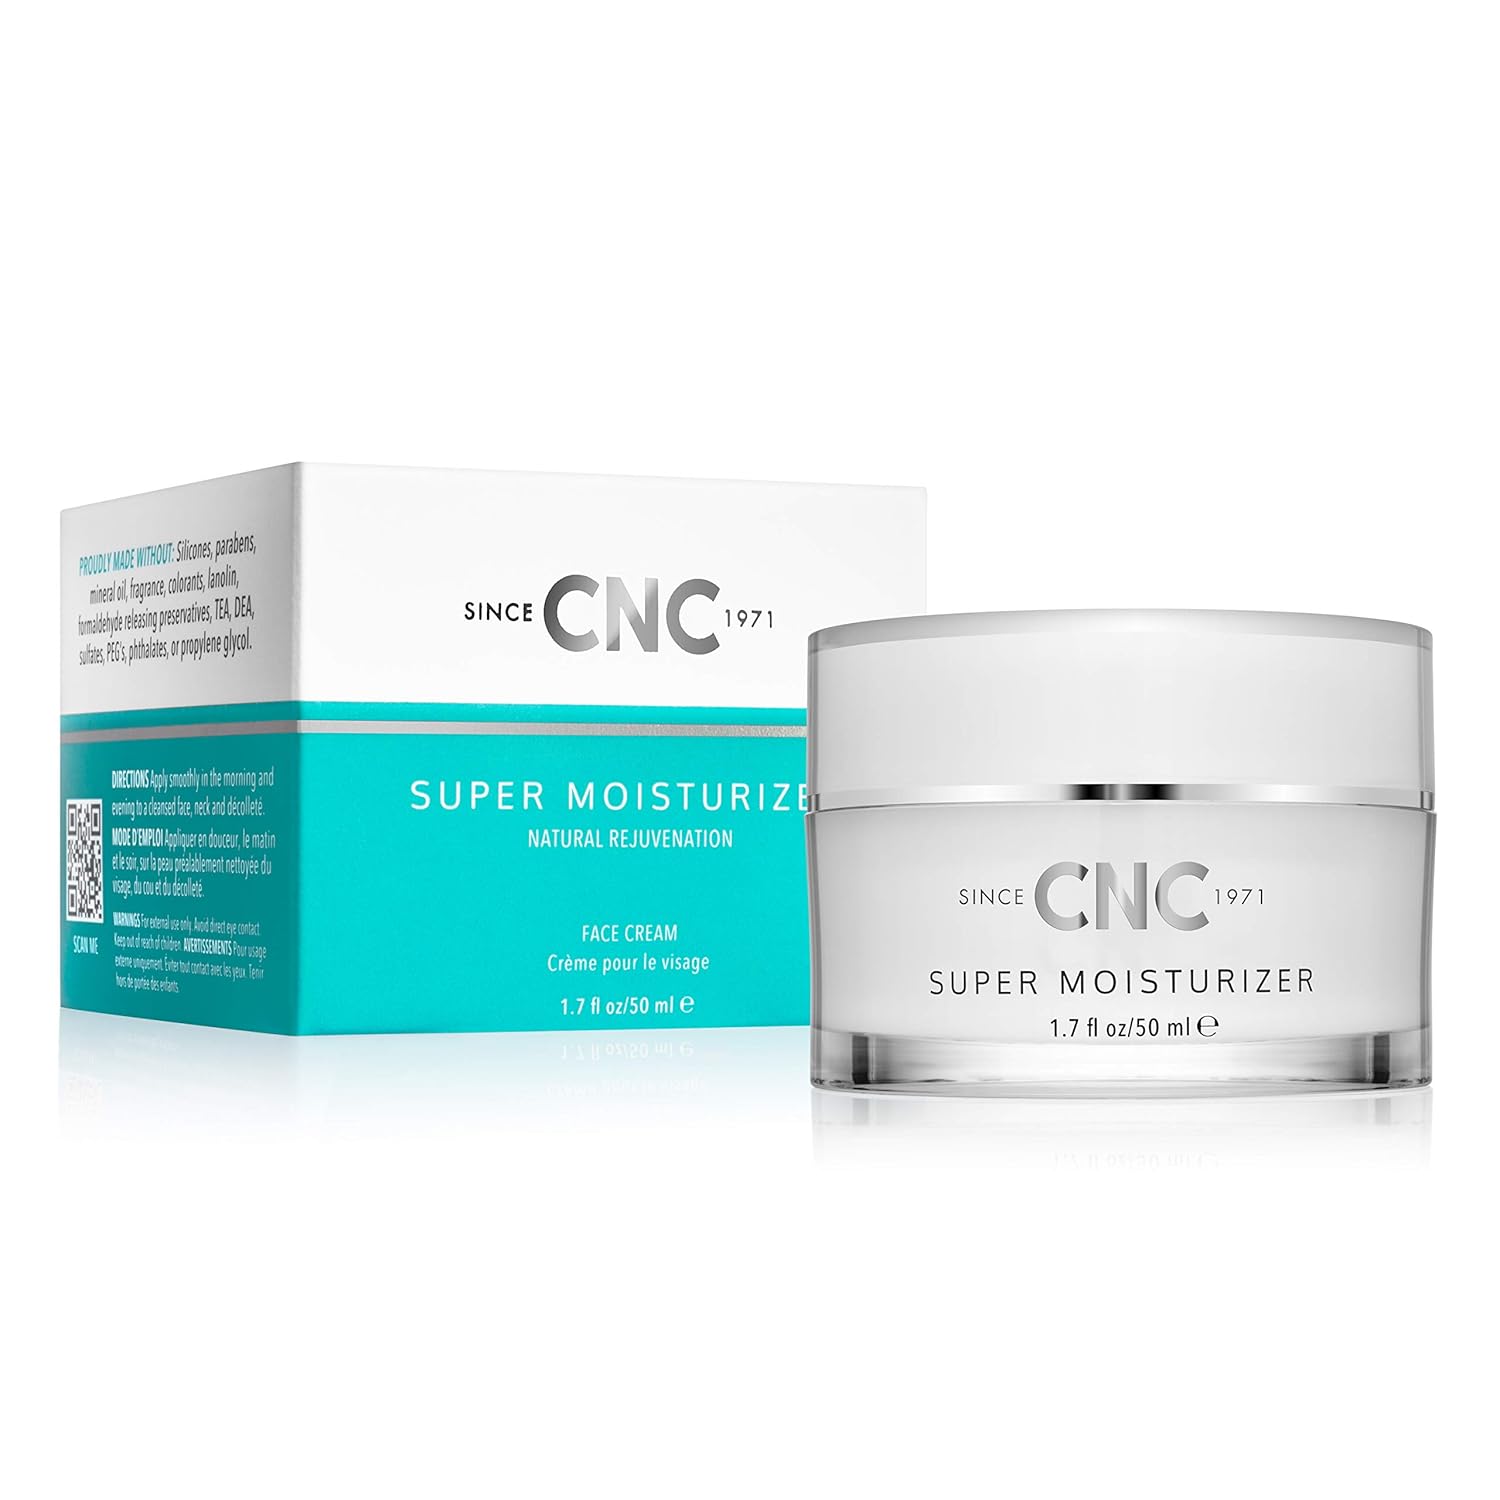 PROUDLY MADE WITHOUT: Silicones, parabens,
mineral oil, fragrance, colorants, lanolin,
formaldehyde releasing preservatives, TEA, DEA,
sulfates, PEG's, phthalates, or propylene glycol.
DIRECTIONS Apply smoothly in the morning and
evening to a cleansed face, neck and décolleté.
MODE D'EMPLOI Appliquer en douceur, le matin
et le soir, sur la peau préalablement nettoyée du
visage, du cou et du décolleté.
WARNINGS For external use only. Avoid direct eye contact.
Keep out of reach of children. AVERTISSEMENTS Pour usage
externe uniquement. Éviter tout contact avec les yeux. Tenir
hors de portée des enfants.
SCAN ME
SINCE CNC 1971
SUPER MOISTURIZE
NATURAL REJUVENATION
FACE CREAM
Crème pour le visage
1.7 fl oz/50 ml ℮
SINCE CNC 1971
SUPER MOISTURIZER
1.7 fl oz/50 ml ℮